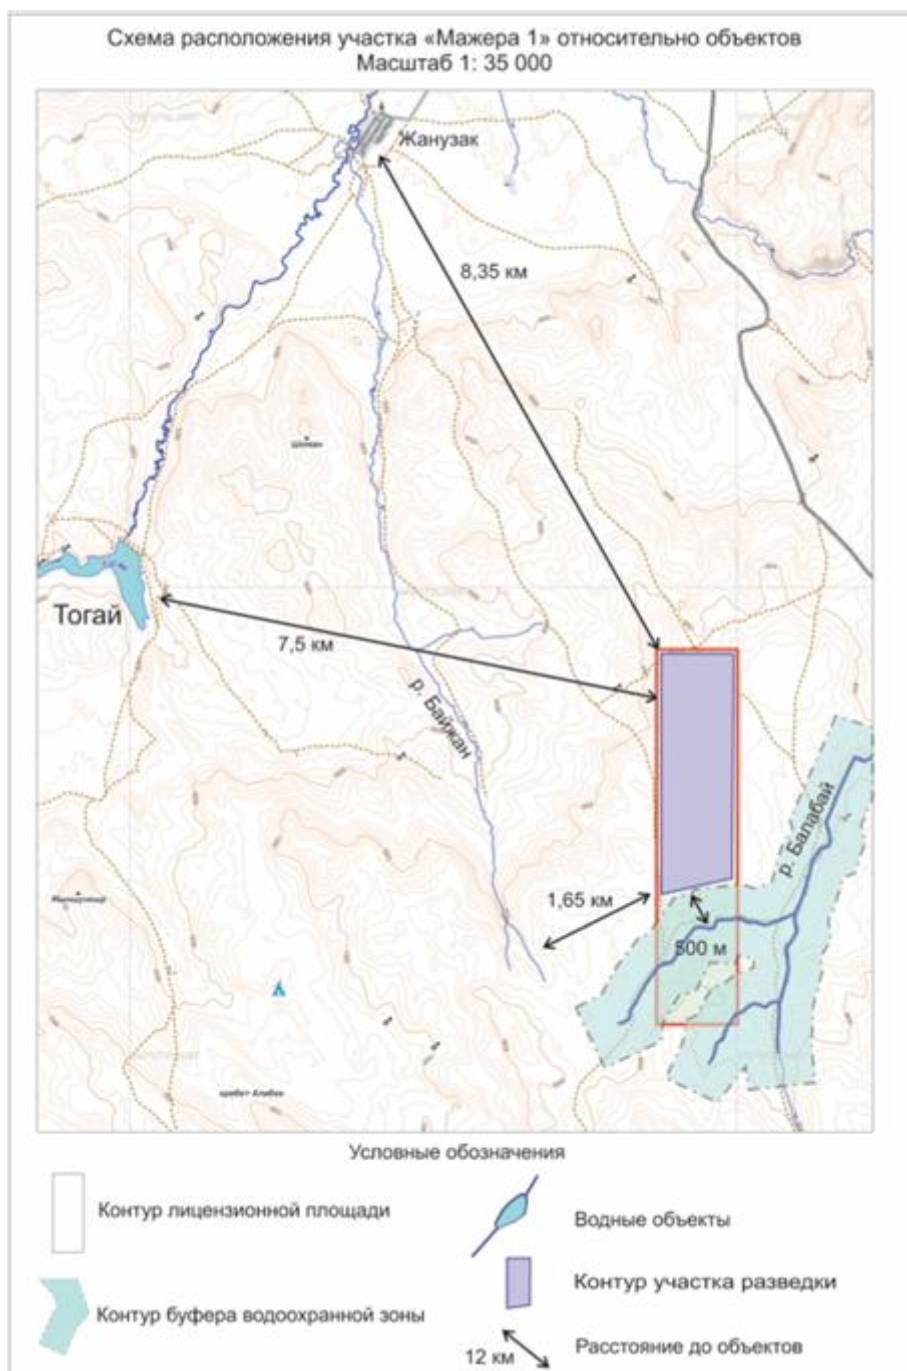 Схема расположения участка «Мажера 1» относительно объектов
Масштаб 1: 35 000
Жанузак
8,35 км
Шокан
Тогай
7,5 км
р. Байжан
р. Балабай
1,65 км
500 м
Условные обозначения
Контур лицензионной площади
Водные объекты
Контур участка разведки
Контур буфера водоохранной зоны
12 км
Расстояние до объектов